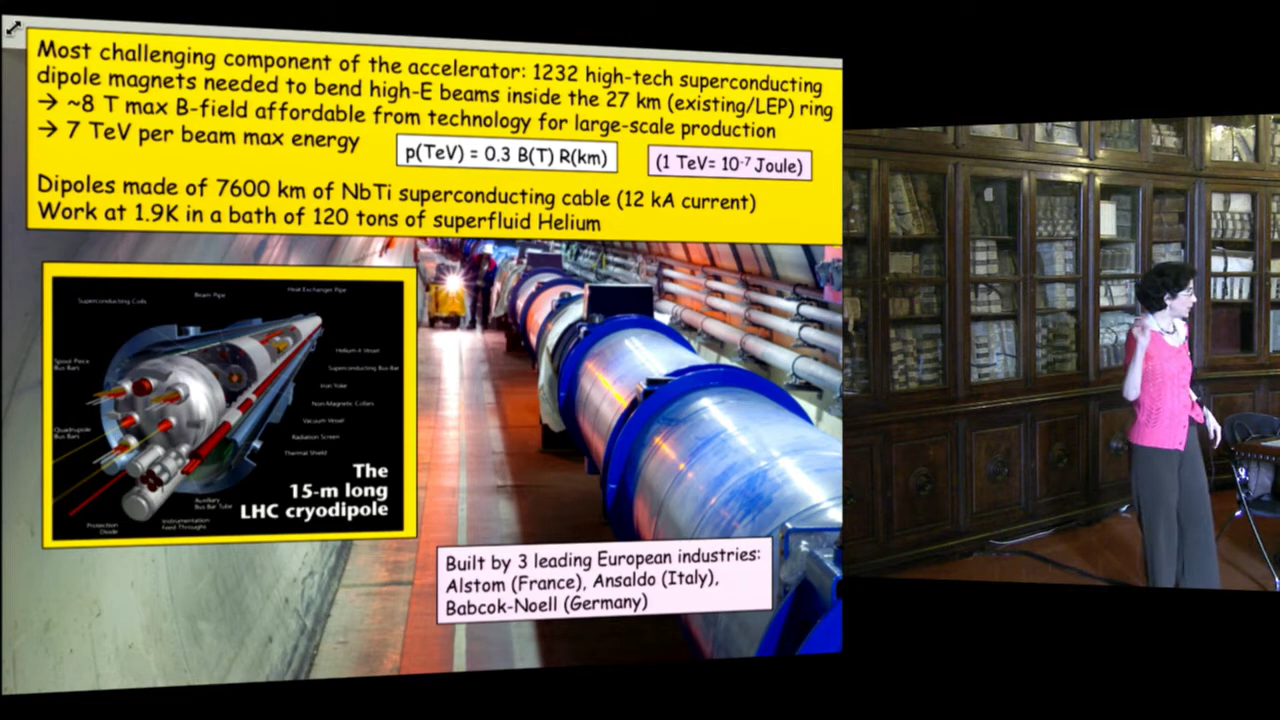 Most challenging component of the accelerator: 1232 high-tech superconducting
dipole magnets needed to bend high-E beams inside the 27 km (existing/LEP) ring
→ ~8 T max B-field affordable from technology for large-scale production
→ 7 TeV per beam max energy
p(TeV) = 0.3 B(T) R(km)
(1 TeV= 10⁻⁷ Joule)
Dipoles made of 7600 km of NbTi superconducting cable (12 kA current)
Work at 1.9K in a bath of 120 tons of superfluid Helium
Superconducting Coils
Beam Pipe
Heat Exchanger Pipe
Helium-II Vessel
Spool Piece
Bus Bars
Superconducting Bus-Bar
Iron Yoke
Non-Magnetic Collars
Vacuum Vessel
Quadrupole
Bus Bars
Radiation Screen
Thermal Shield
The
15-m long
LHC cryodipole
Auxiliary
Bus Bar Tube
Protection
Diode
Instrumentation
Feed Throughs
Built by 3 leading European industries:
Alstom (France), Ansaldo (Italy),
Babcok-Noell (Germany)